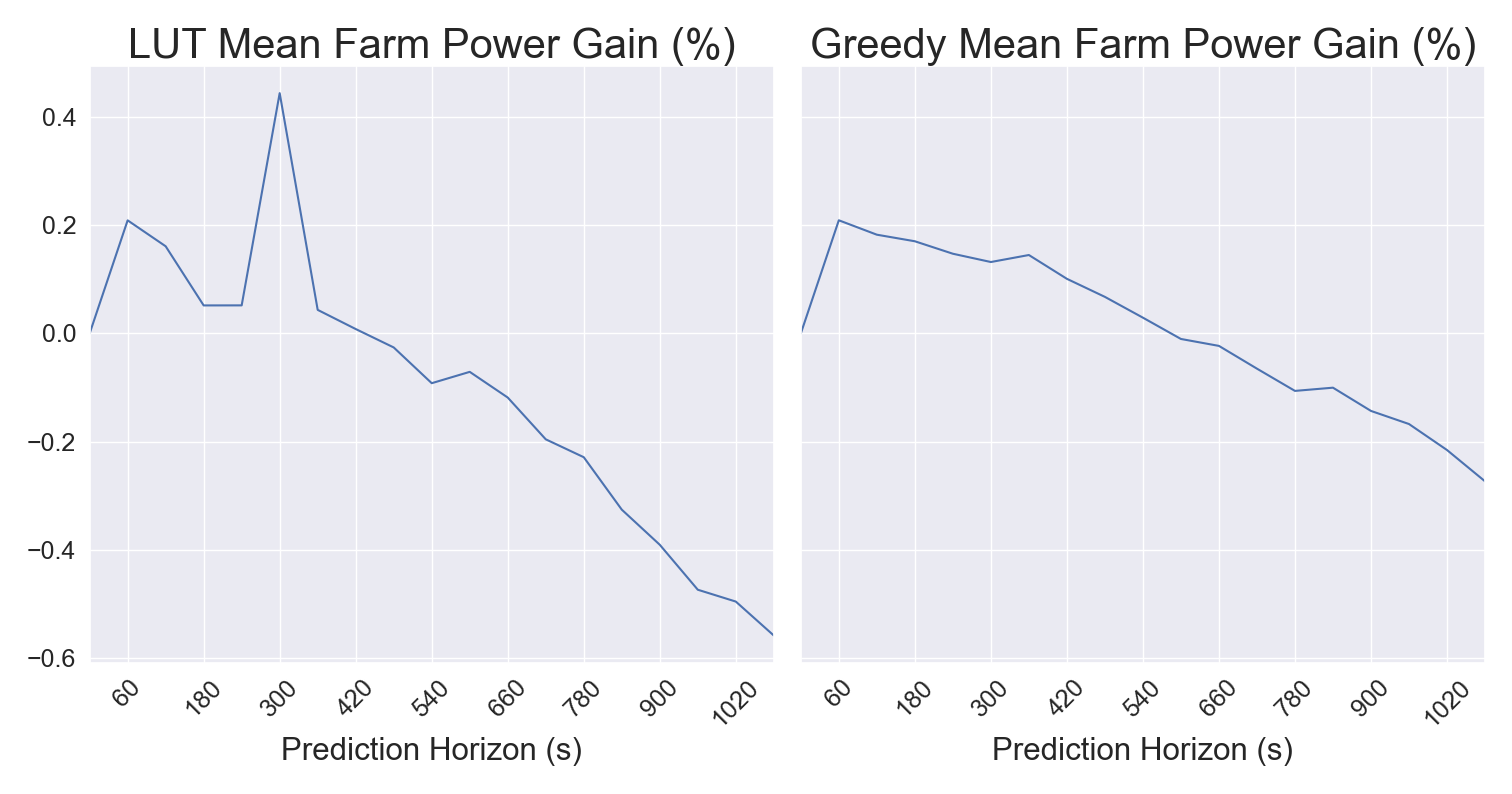 LUT Mean Farm Power Gain (%)
Greedy Mean Farm Power Gain (%)
0.4
0.2
0.0
−0.2
−0.4
−0.6
60 180 300 420 540 660 780 900 1020
60 180 300 420 540 660 780 900 1020
Prediction Horizon (s)
Prediction Horizon (s)